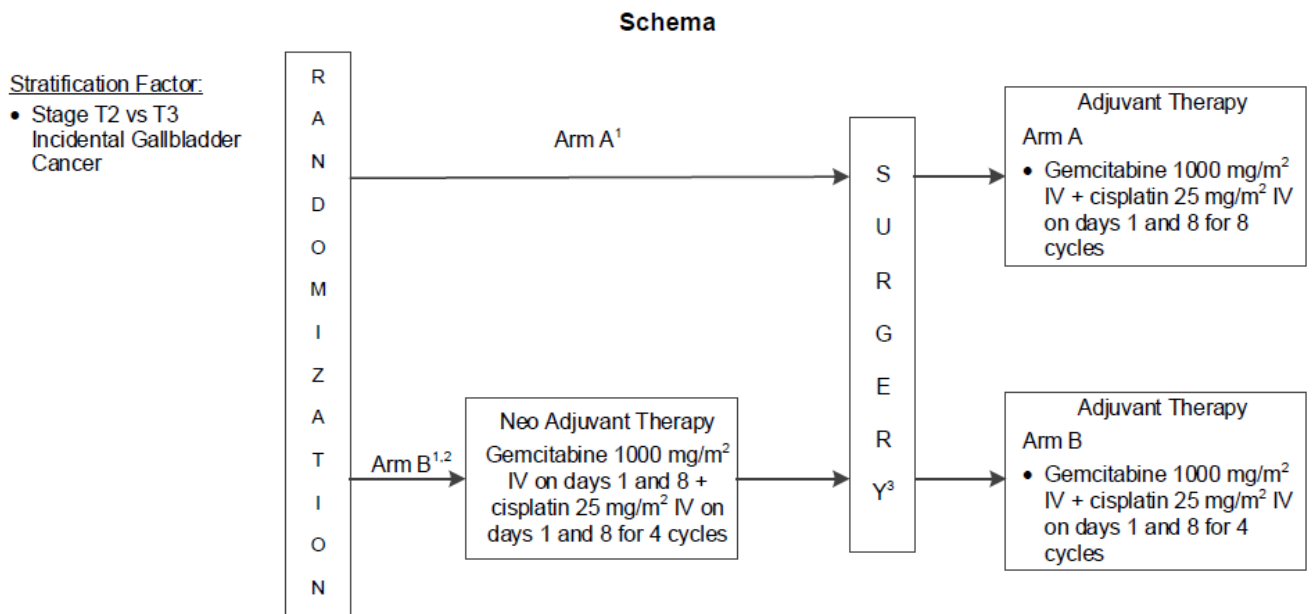 Schema
Stratification Factor:
• Stage T2 vs T3
Incidental Gallbladder
Cancer
R
A
N
D
O
M
I
Z
A
T
I
O
N
Arm A¹
Arm B¹,²
Neo Adjuvant Therapy
Gemcitabine 1000 mg/m²
IV on days 1 and 8 +
cisplatin 25 mg/m² IV on
days 1 and 8 for 4 cycles
S
U
R
G
E
R
Y³
Adjuvant Therapy
Arm A
• Gemcitabine 1000 mg/m²
IV + cisplatin 25 mg/m² IV
on days 1 and 8 for 8
cycles
Adjuvant Therapy
Arm B
• Gemcitabine 1000 mg/m²
IV + cisplatin 25 mg/m² IV
on days 1 and 8 for 4
cycles